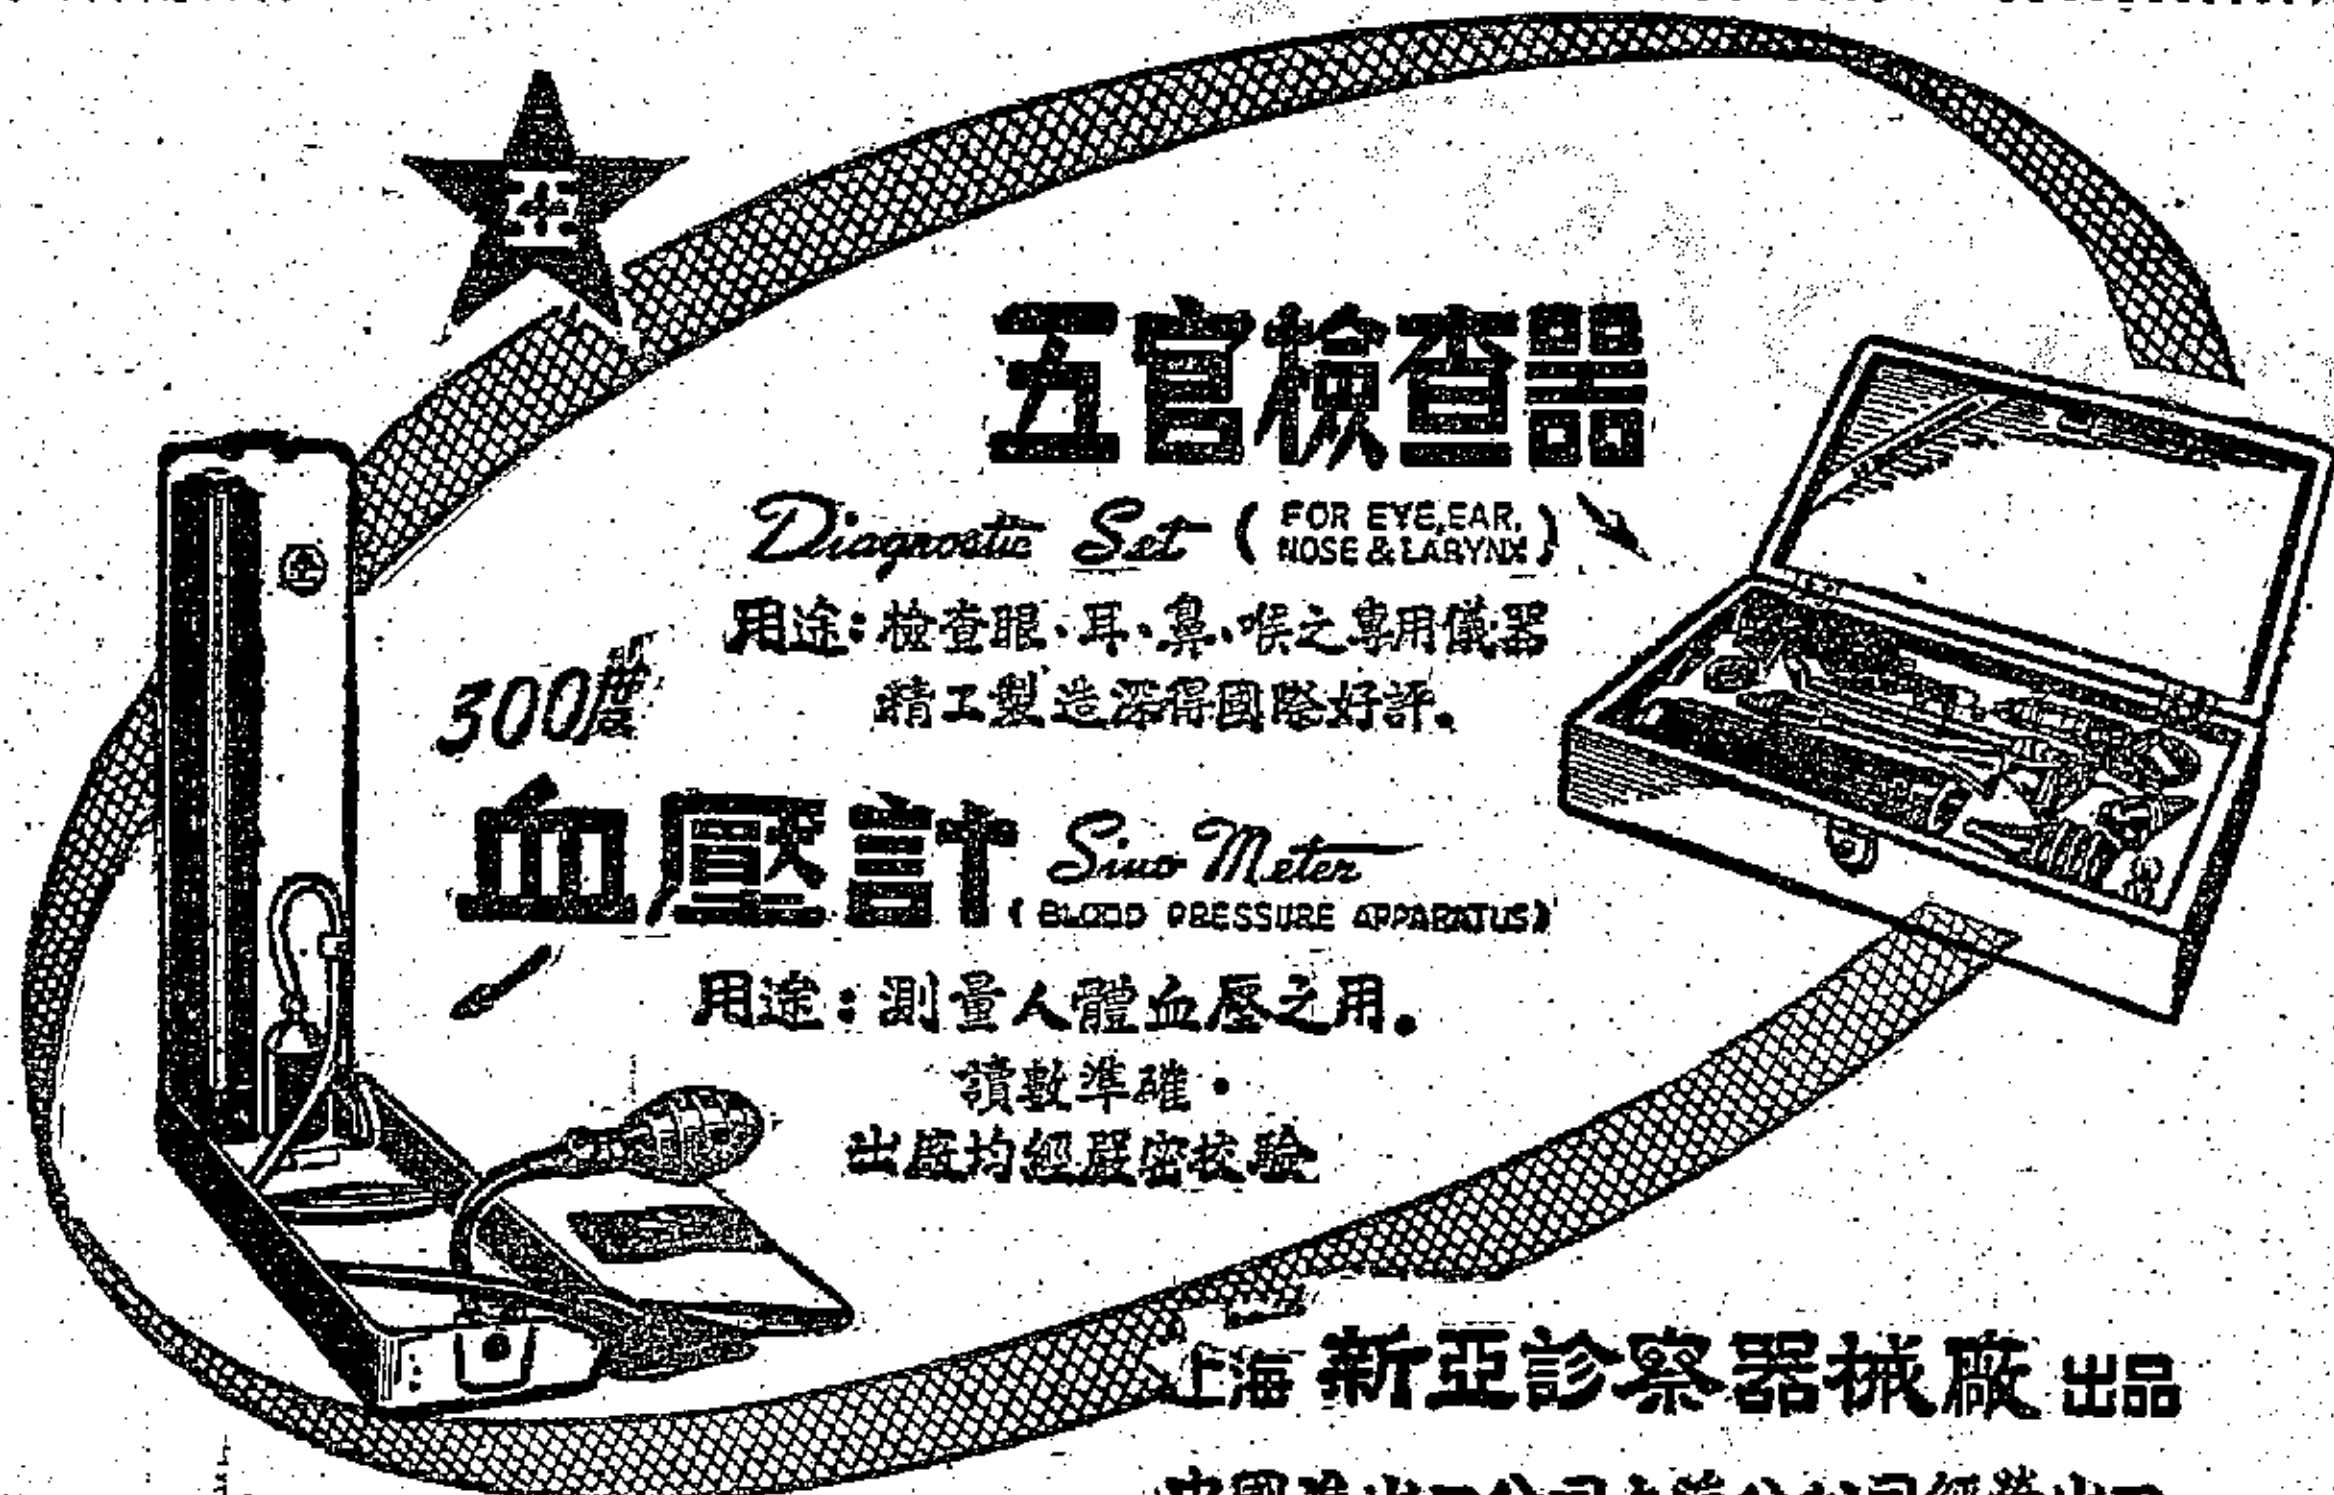 五官檢查器
Diagnostic Set (FOR EYE, EAR, NOSE & LARYNX)
用途:檢查眼、耳、鼻、喉之專用儀器
精工製造深得國際好評。
300度
血壓計 Sino Meter
(BLOOD PRESSURE APPARATUS)
用途:測量人體血壓之用。
讀數準確·
出廠均經嚴密校驗
上海 新亞診察器械廠 出品